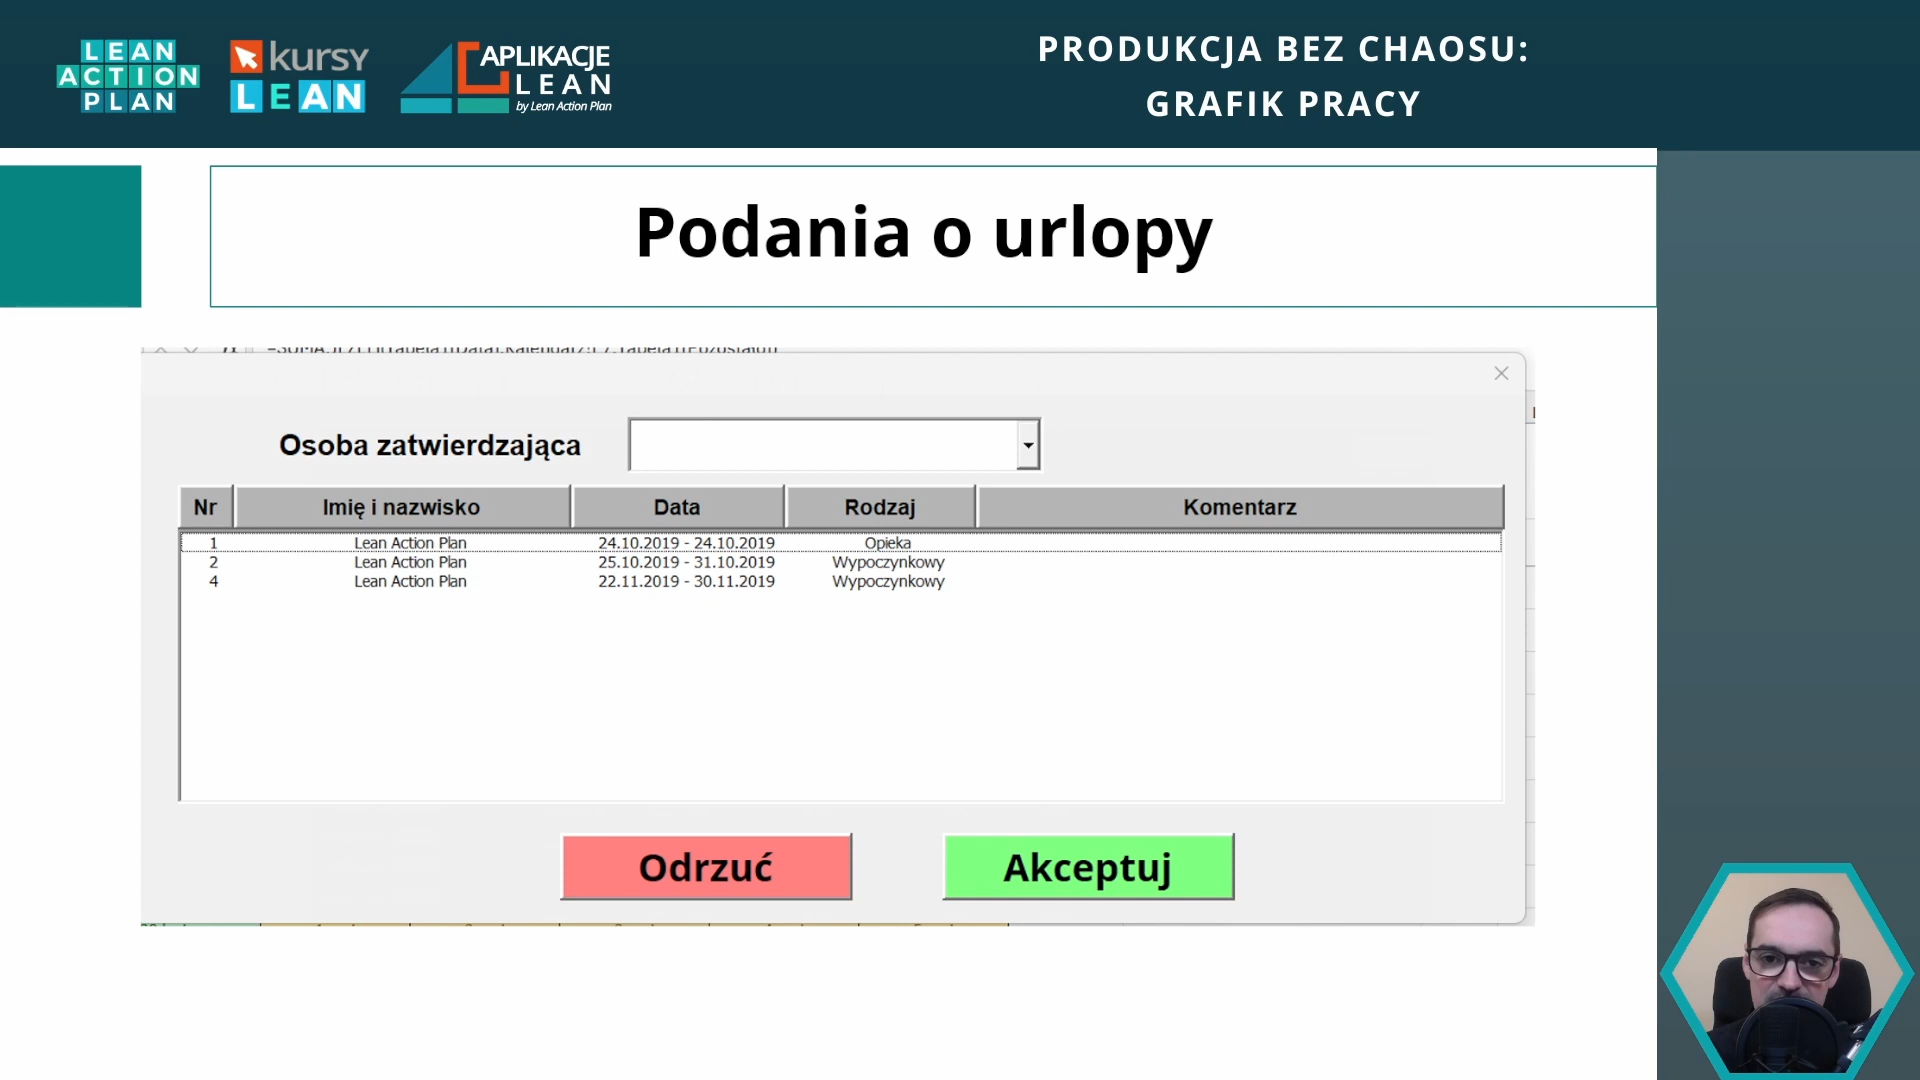 LEAN
ACTION
PLAN
kursy
LEAN
APLIKACJE
LEAN
by Lean Action Plan
PRODUKCJA BEZ CHAOSU:
GRAFIK PRACY
Podania o urlopy
Osoba zatwierdzająca
Nr Imię i nazwisko Data Rodzaj Komentarz
1 Lean Action Plan 24.10.2019 - 24.10.2019 Opieka
2 Lean Action Plan 25.10.2019 - 31.10.2019 Wypoczynkowy
4 Lean Action Plan 22.11.2019 - 30.11.2019 Wypoczynkowy
Odrzuć Akceptuj